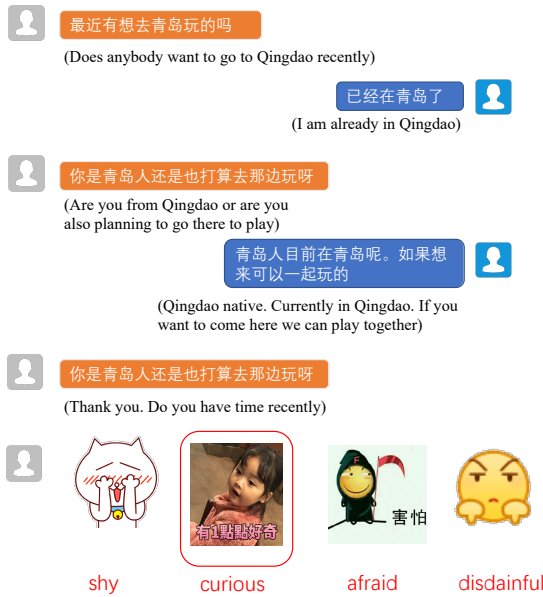 最近有想去青岛玩的吗
(Does anybody want to go to Qingdao recently)
已经在青岛了
(I am already in Qingdao)
你是青岛人还是也打算去那边玩呀
(Are you from Qingdao or are you
also planning to go there to play)
青岛人目前在青岛呢。如果想
来可以一起玩的
(Qingdao native. Currently in Qingdao. If you
want to come here we can play together)
你是青岛人还是也打算去那边玩呀
(Thank you. Do you have time recently)
有1點點好奇
F
害怕
shy
curious
afraid
disdainful